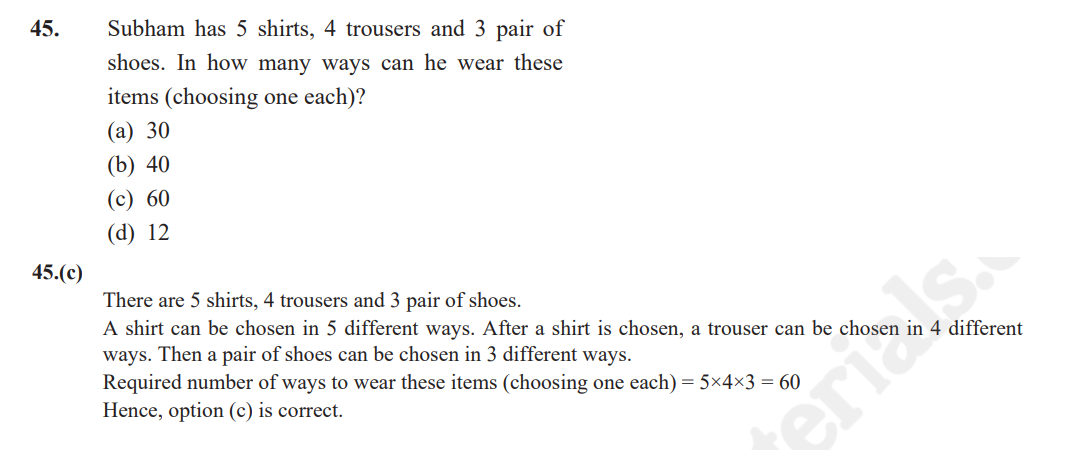 45. Subham has 5 shirts, 4 trousers and 3 pair of
shoes. In how many ways can he wear these
items (choosing one each)?
(a) 30
(b) 40
(c) 60
(d) 12
45.(c)
There are 5 shirts, 4 trousers and 3 pair of shoes.
A shirt can be chosen in 5 different ways. After a shirt is chosen, a trouser can be chosen in 4 different
ways. Then a pair of shoes can be chosen in 3 different ways.
Required number of ways to wear these items (choosing one each) = 5×4×3 = 60
Hence, option (c) is correct.